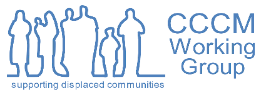 CCCM
Working
Group
supporting displaced communities